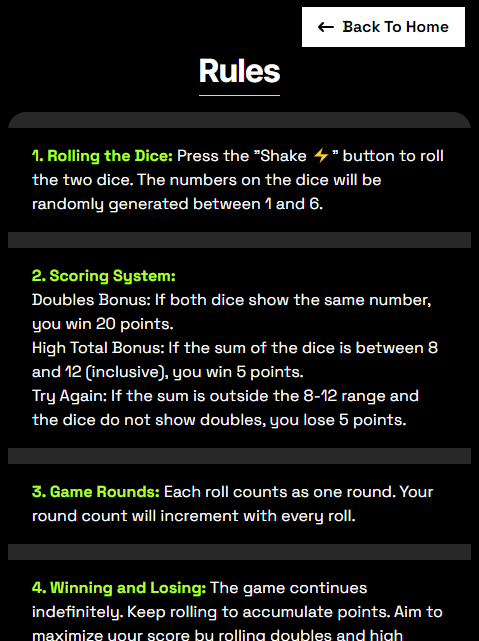 ← Back To Home
Rules
1. Rolling the Dice: Press the "Shake ⚡" button to roll
the two dice. The numbers on the dice will be
randomly generated between 1 and 6.
2. Scoring System:
Doubles Bonus: If both dice show the same number,
you win 20 points.
High Total Bonus: If the sum of the dice is between 8
and 12 (inclusive), you win 5 points.
Try Again: If the sum is outside the 8-12 range and
the dice do not show doubles, you lose 5 points.
3. Game Rounds: Each roll counts as one round. Your
round count will increment with every roll.
4. Winning and Losing: The game continues
indefinitely. Keep rolling to accumulate points. Aim to
maximize your score by rolling doubles and high